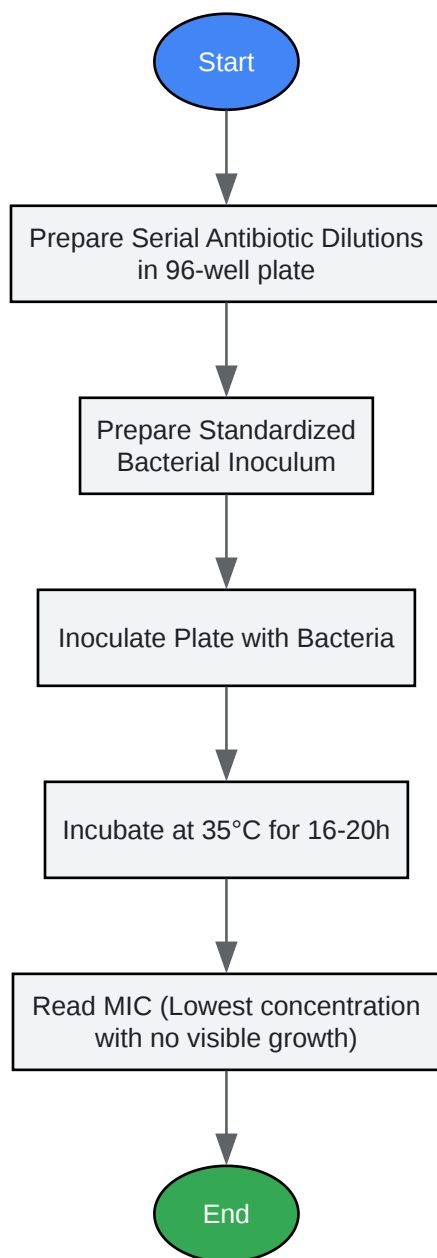 Start
Prepare Serial Antibiotic Dilutions
in 96-well plate
Prepare Standardized
Bacterial Inoculum
Inoculate Plate with Bacteria
Incubate at 35°C for 16-20h
Read MIC (Lowest concentration
with no visible growth)
End